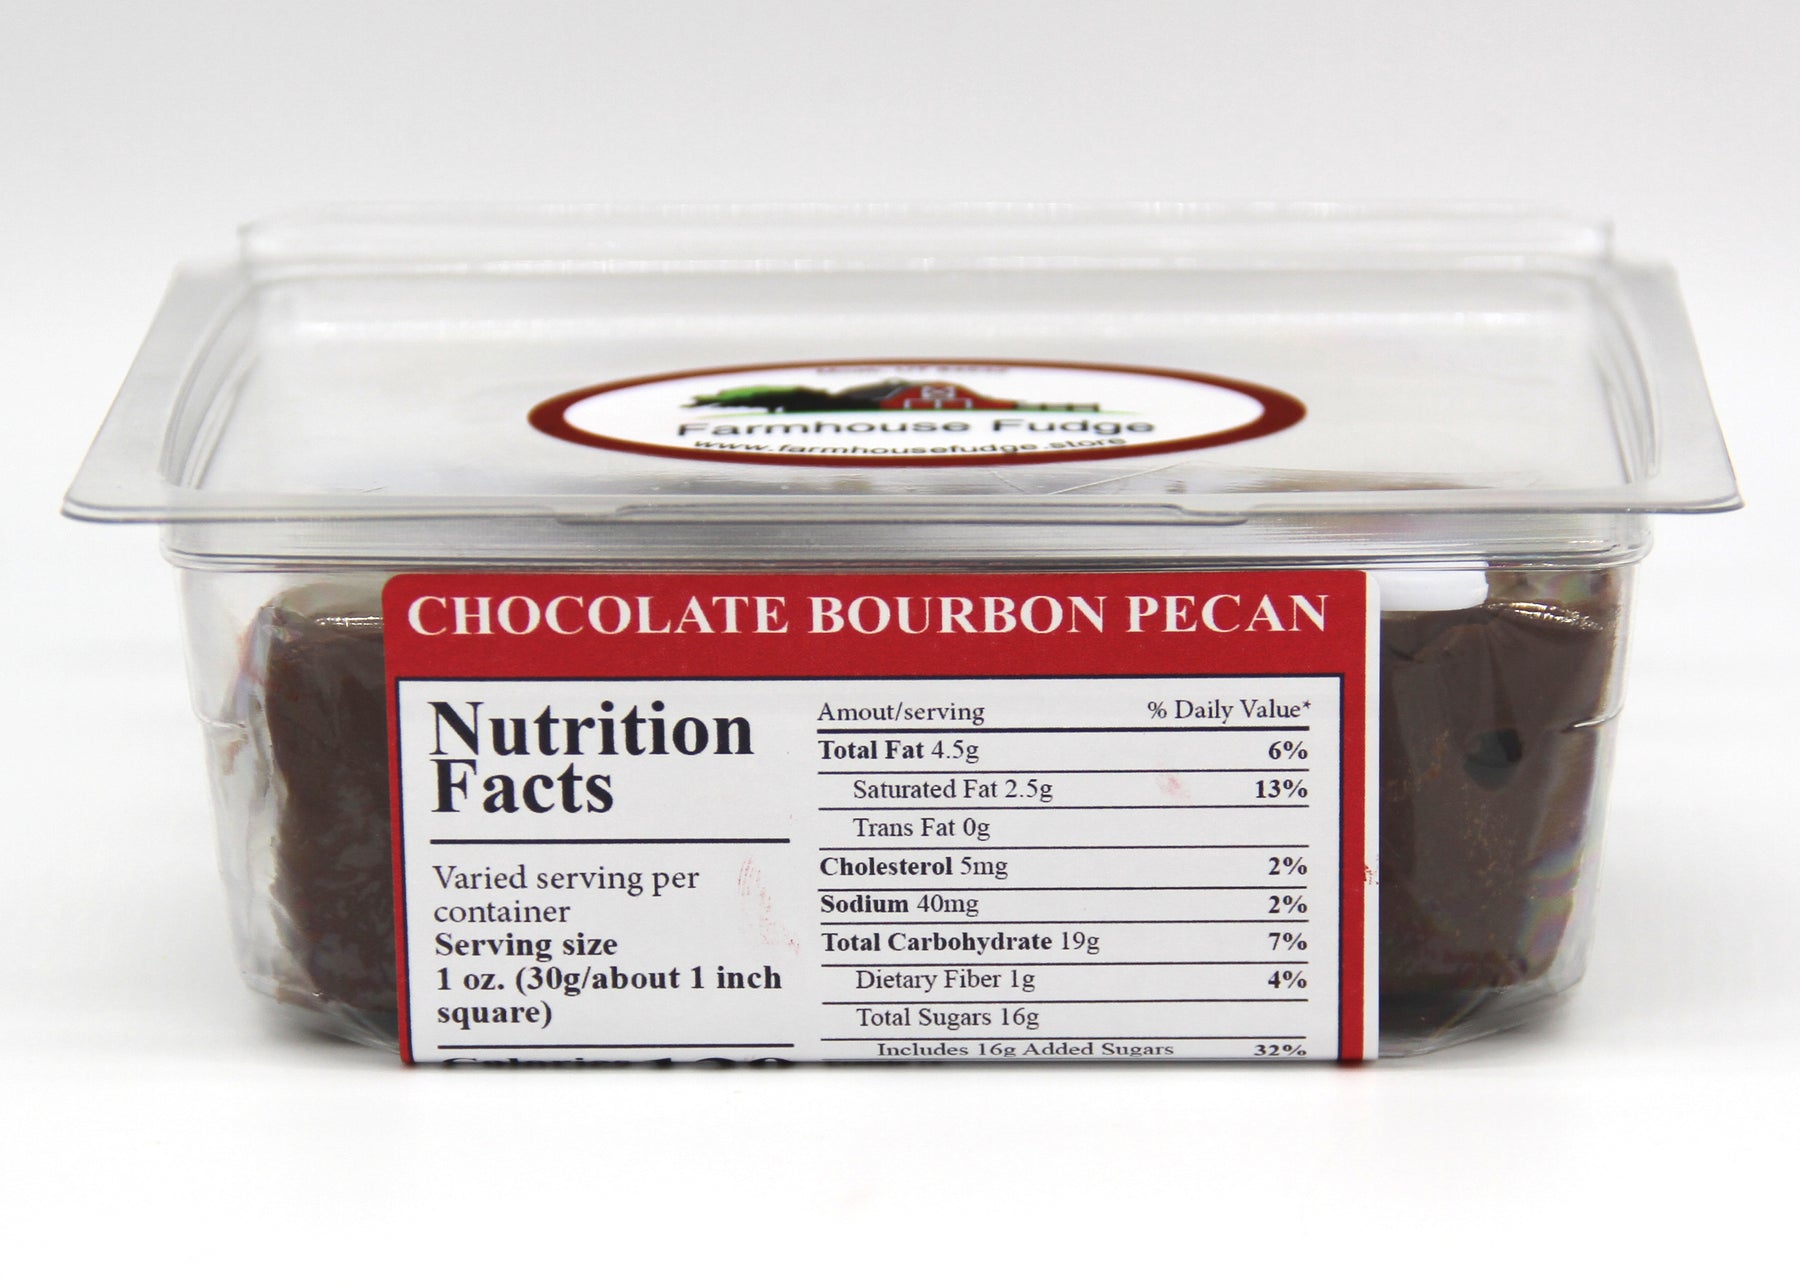 Farmhouse Fudge
www.farmhousefudge.store
CHOCOLATE BOURBON PECAN
Nutrition
Facts
Varied serving per
container
Serving size
1 oz. (30g/about 1 inch
square)
Amout/serving % Daily Value*
Total Fat 4.5g 6%
Saturated Fat 2.5g 13%
Trans Fat 0g
Cholesterol 5mg 2%
Sodium 40mg 2%
Total Carbohydrate 19g 7%
Dietary Fiber 1g 4%
Total Sugars 16g
Includes 16g Added Sugars 32%